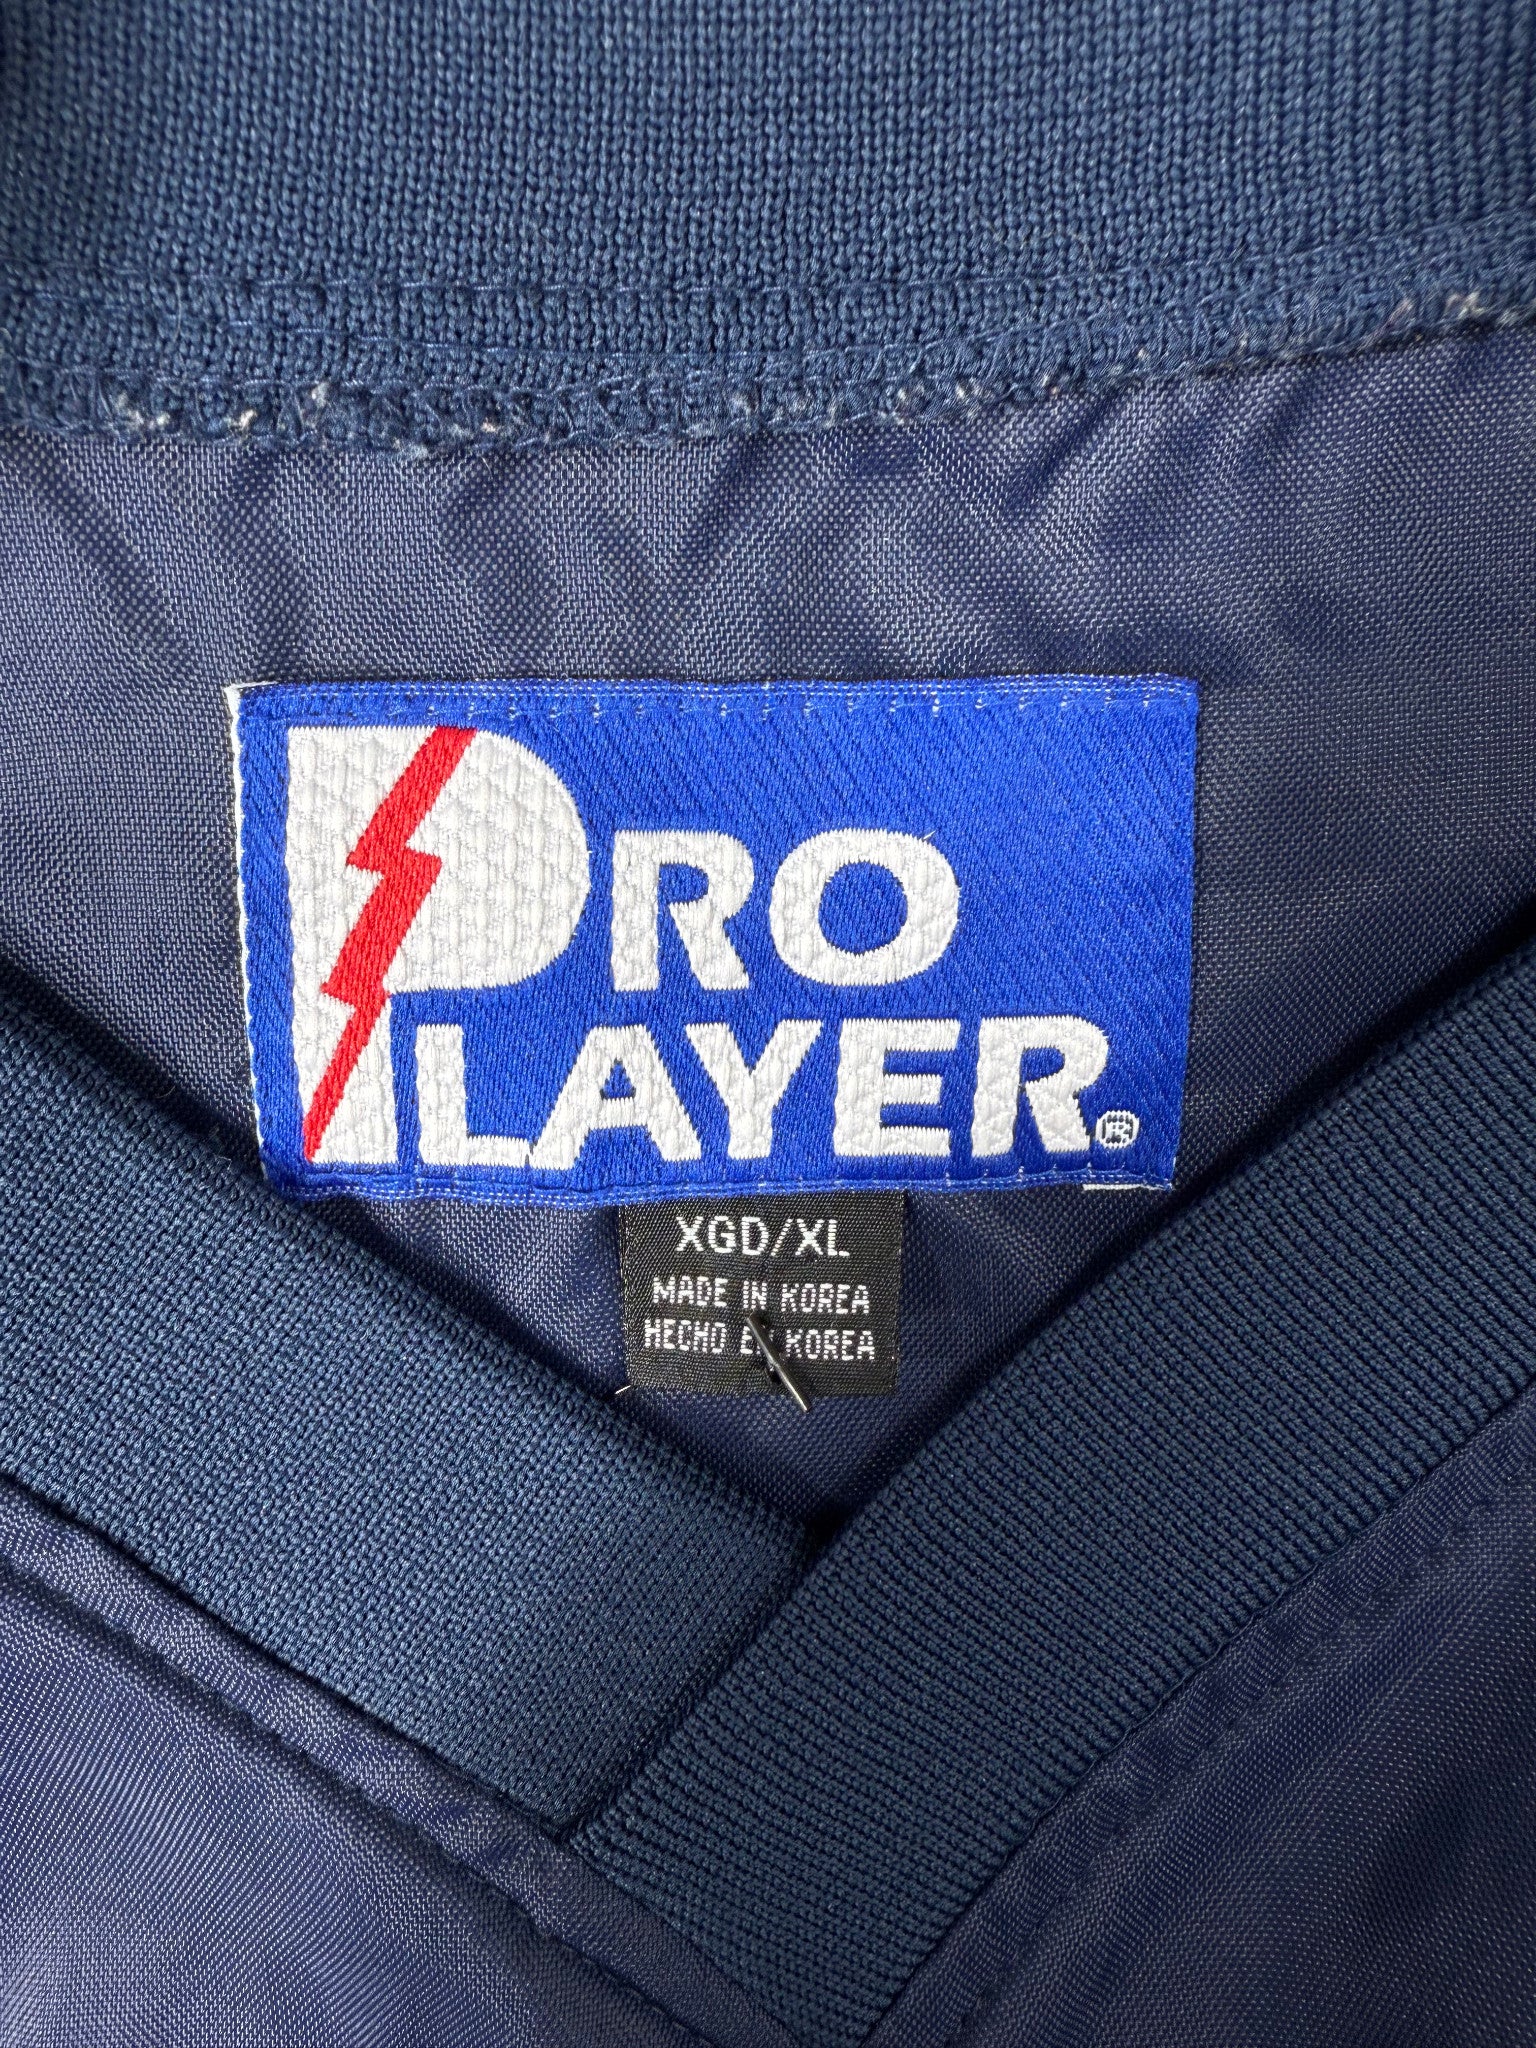 PRO
PLAYER®
XGD/XL
MADE IN KOREA
HECHO EN KOREA